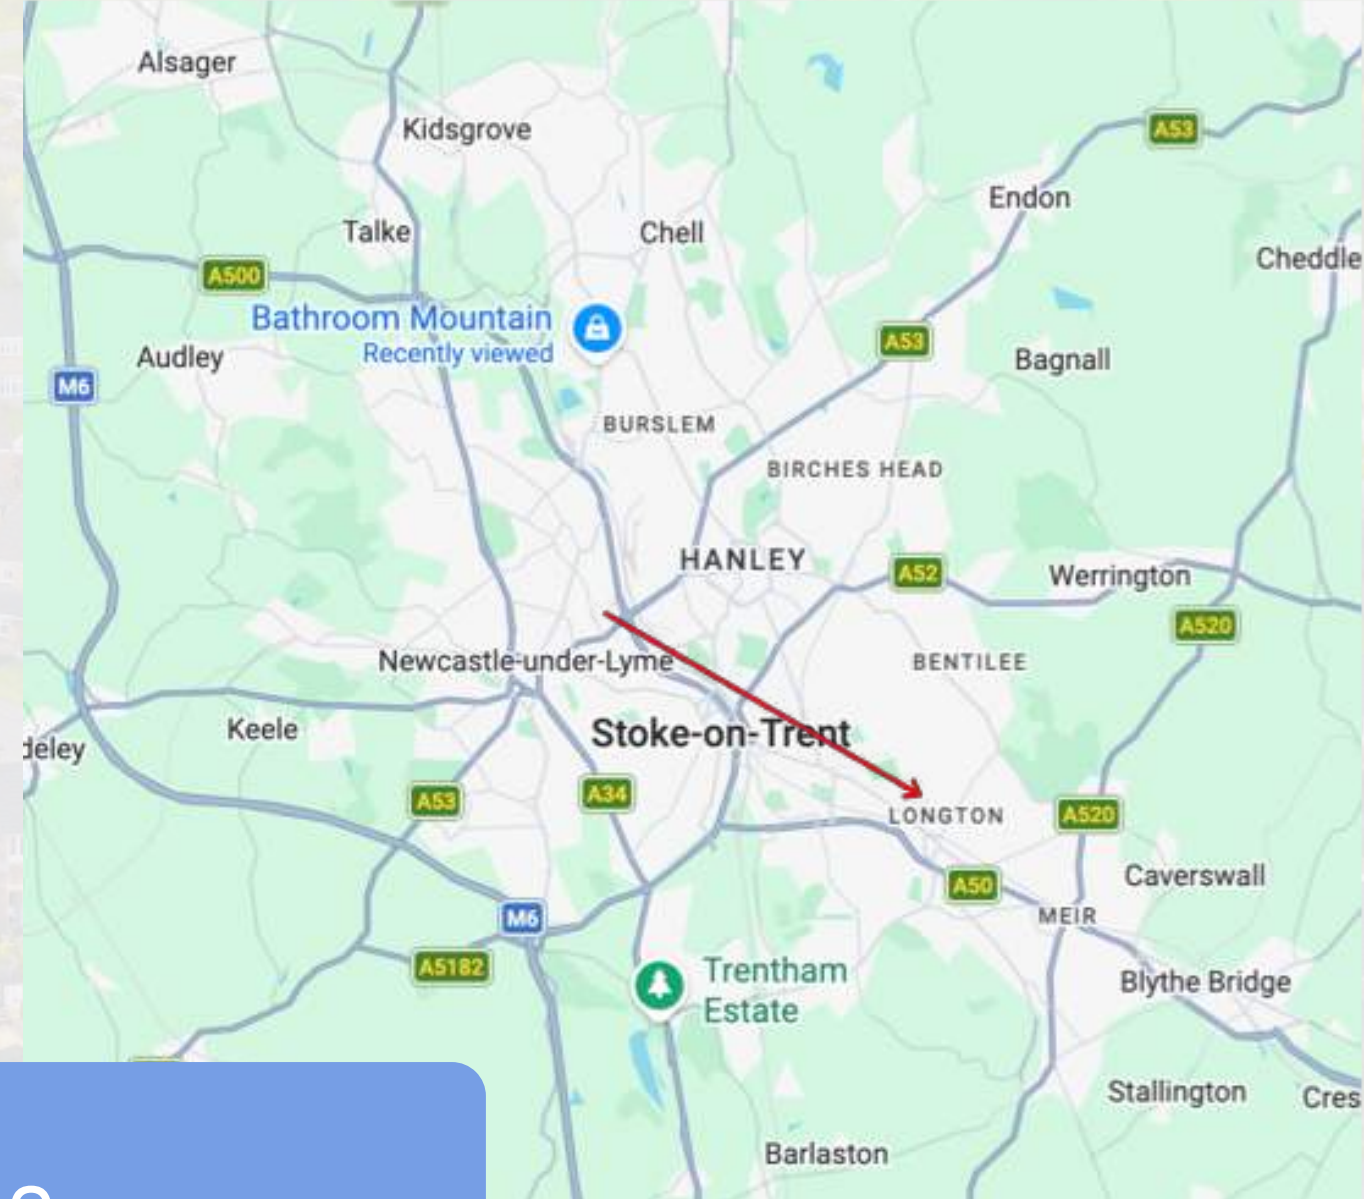 Alsager
Kidsgrove
A53
Endon
Talke
Chell
Cheddle
A500
Bathroom Mountain
Recently viewed
A53
Audley
Bagnall
M6
BURSLEM
BIRCHES HEAD
HANLEY
A52
Werrington
A520
Newcastle-under-Lyme
BENTILEE
Keele
Stoke-on-Trent
deley
A53
A34
LONGTON
A520
Caverswall
A50
M6
MEIR
A5182
Trentham
Estate
Blythe Bridge
Stallington
Cres
Barlaston